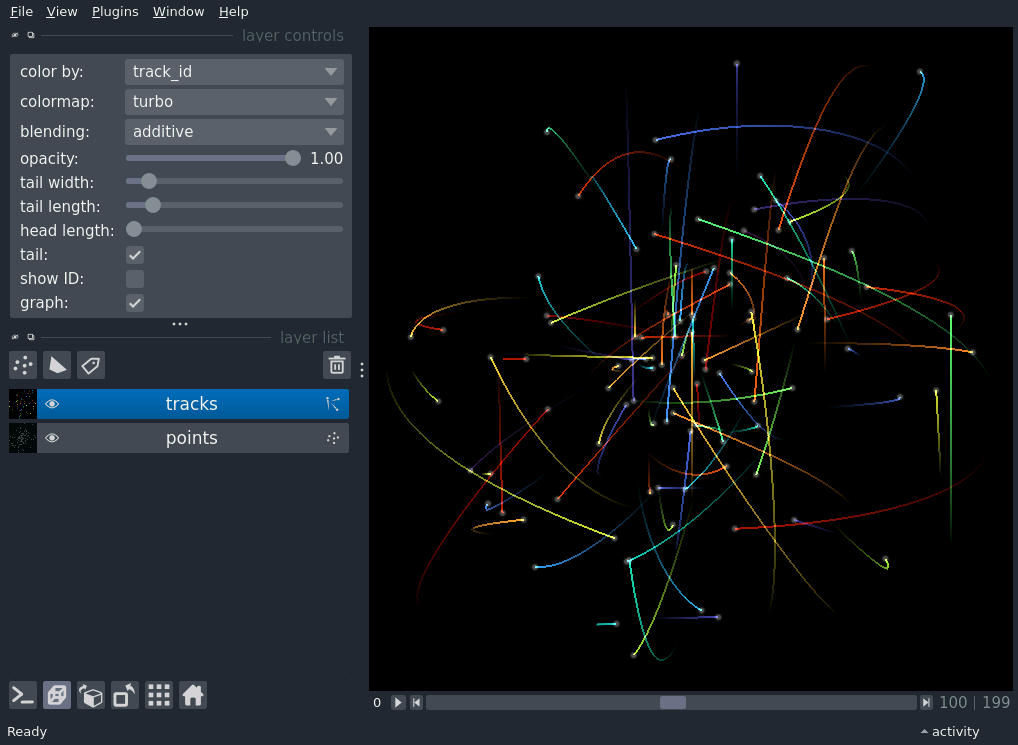 File View Plugins Window Help
layer controls
color by: track_id
colormap: turbo
blending: additive
opacity: 1.00
tail width:
tail length:
head length:
tail:
show ID:
graph:
layer list
tracks
points
0 100 | 199
Ready activity